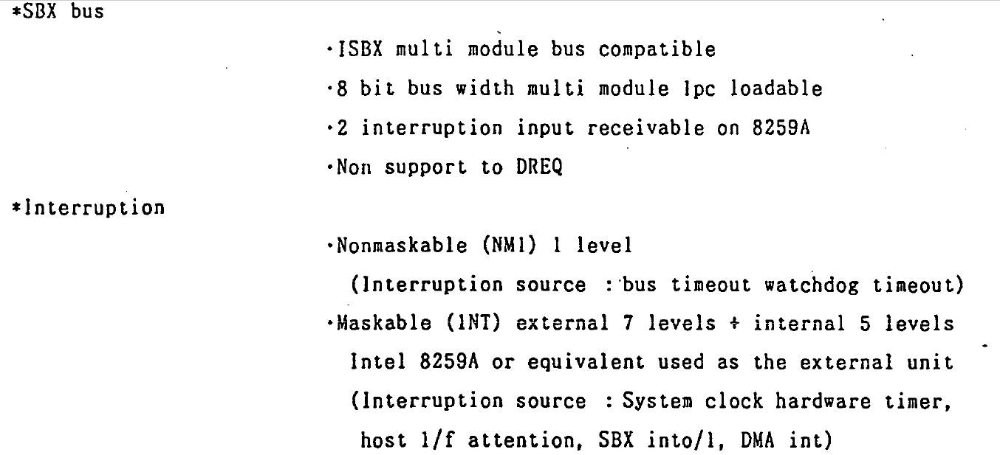 *SBX bus
·ISBX multi module bus compatible
·8 bit bus width multi module 1pc loadable
·2 interruption input receivable on 8259A
·Non support to DREQ
*Interruption
·Nonmaskable (NM1) 1 level
(Interruption source : bus timeout watchdog timeout)
·Maskable (1NT) external 7 levels + internal 5 levels
Intel 8259A or equivalent used as the external unit
(Interruption source : System clock hardware timer,
host 1/f attention, SBX into/1, DMA int)